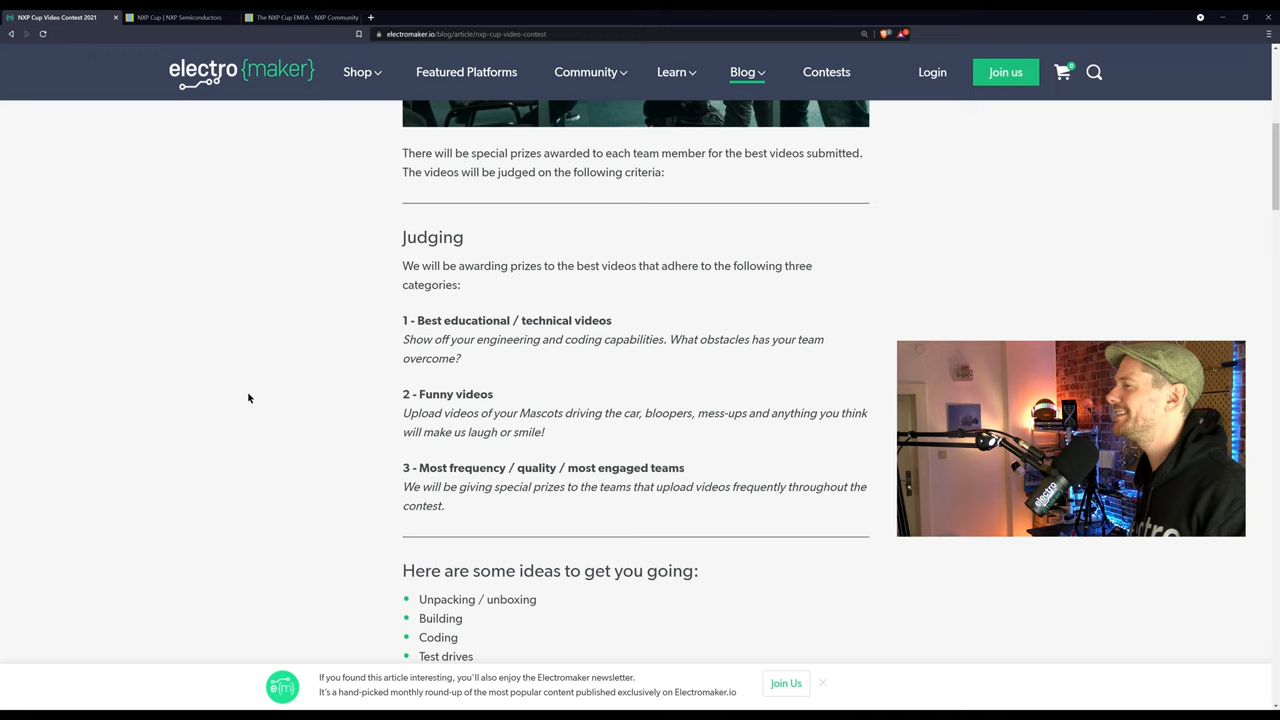 NXP Cup Video Contest 2021
NXP Cup | NXP Semiconductors
The NXP Cup EMEA - NXP Community
electromaker.io/blog/article/nxp-cup-video-contest
electro{maker}
Shop
Featured Platforms
Community
Learn
Blog
Contests
Login
Join us
0
There will be special prizes awarded to each team member for the best videos submitted.
The videos will be judged on the following criteria:
Judging
We will be awarding prizes to the best videos that adhere to the following three
categories:
1 - Best educational / technical videos
Show off your engineering and coding capabilities. What obstacles has your team
overcome?
2 - Funny videos
Upload videos of your Mascots driving the car, bloopers, mess-ups and anything you think
will make us laugh or smile!
3 - Most frequency / quality / most engaged teams
We will be giving special prizes to the teams that upload videos frequently throughout the
contest.
Here are some ideas to get you going:
Unpacking / unboxing
Building
Coding
Test drives
e{m}
If you found this article interesting, you'll also enjoy the Electromaker newsletter.
It's a hand-picked monthly round-up of the most popular content published exclusively on Electromaker.io
Join Us
electro